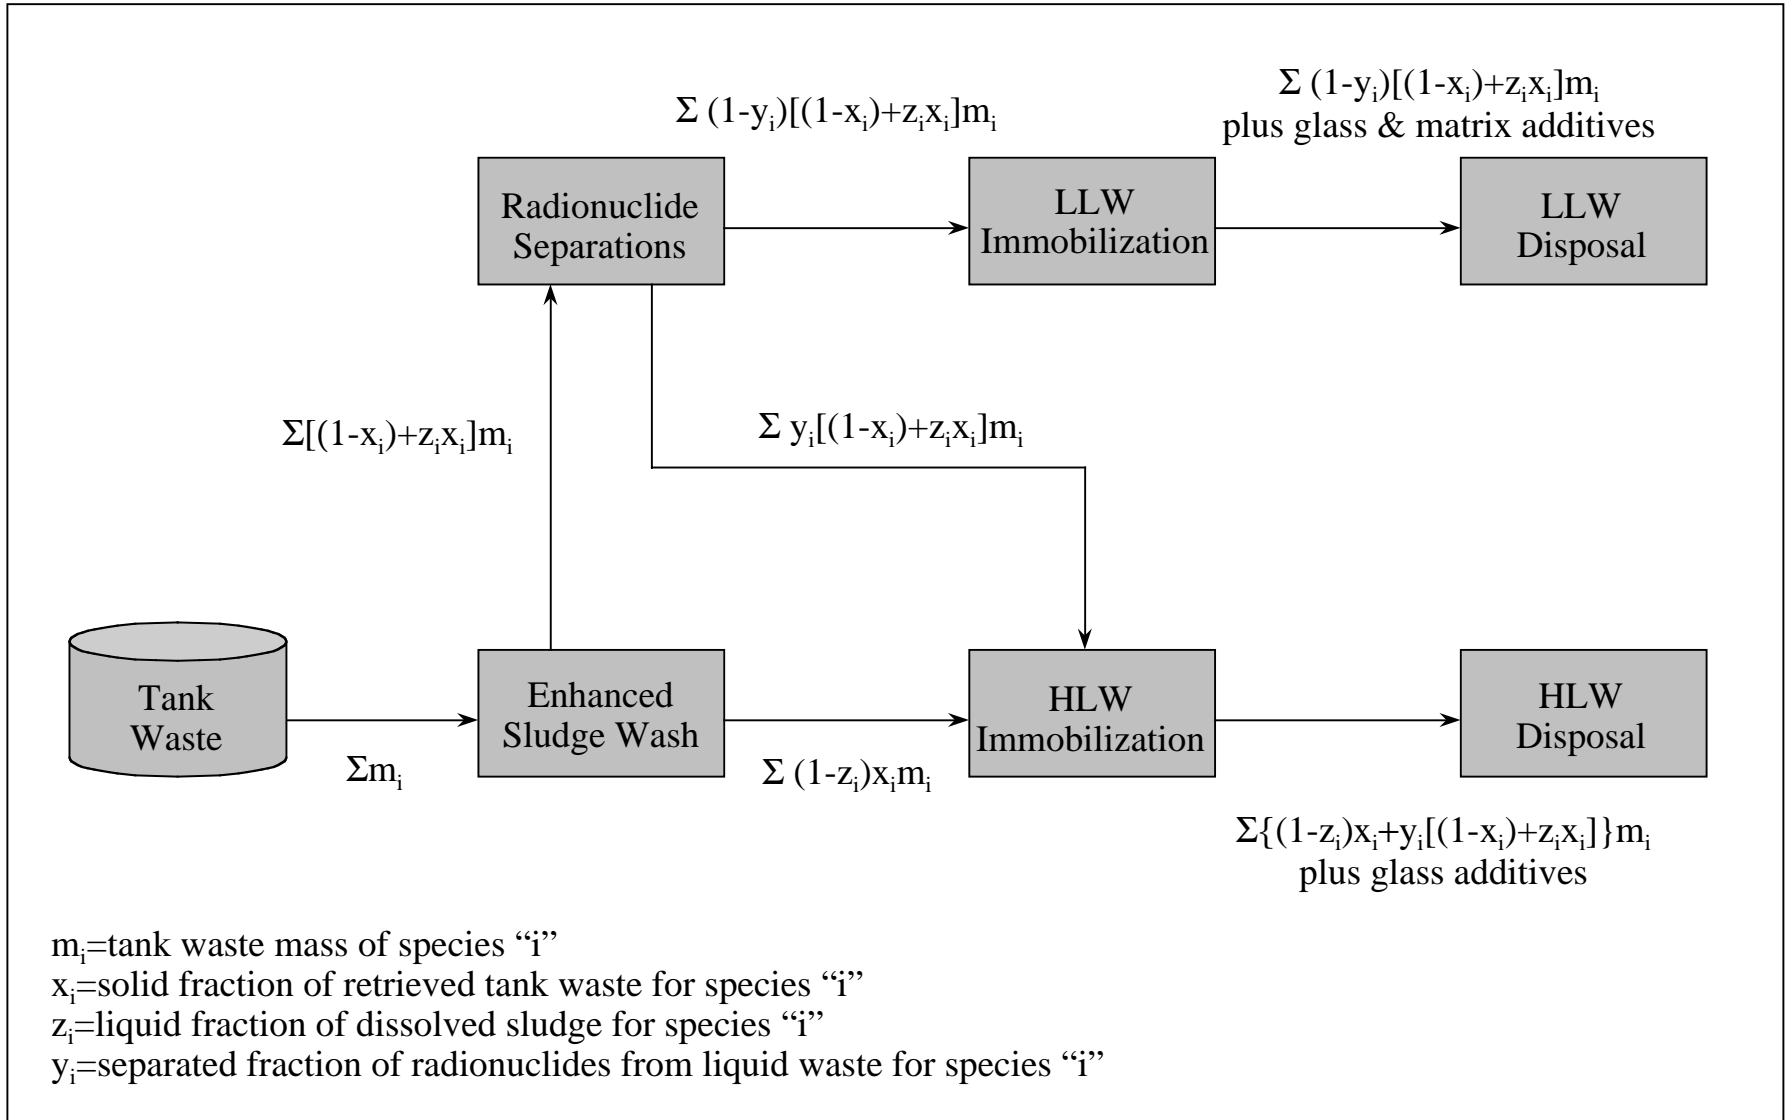 Σ (1-yᵢ)[(1-xᵢ)+zᵢxᵢ]mᵢ
plus glass & matrix additives
Σ (1-yᵢ)[(1-xᵢ)+zᵢxᵢ]mᵢ
Radionuclide
Separations
LLW
Immobilization
LLW
Disposal
Σ[(1-xᵢ)+zᵢxᵢ]mᵢ
Σ yᵢ[(1-xᵢ)+zᵢxᵢ]mᵢ
Tank
Waste
Σmᵢ
Enhanced
Sludge Wash
Σ (1-zᵢ)xᵢmᵢ
HLW
Immobilization
HLW
Disposal
Σ{(1-zᵢ)xᵢ+yᵢ[(1-xᵢ)+zᵢxᵢ]}mᵢ
plus glass additives
mᵢ=tank waste mass of species “i”
xᵢ=solid fraction of retrieved tank waste for species “i”
zᵢ=liquid fraction of dissolved sludge for species “i”
yᵢ=separated fraction of radionuclides from liquid waste for species “i”